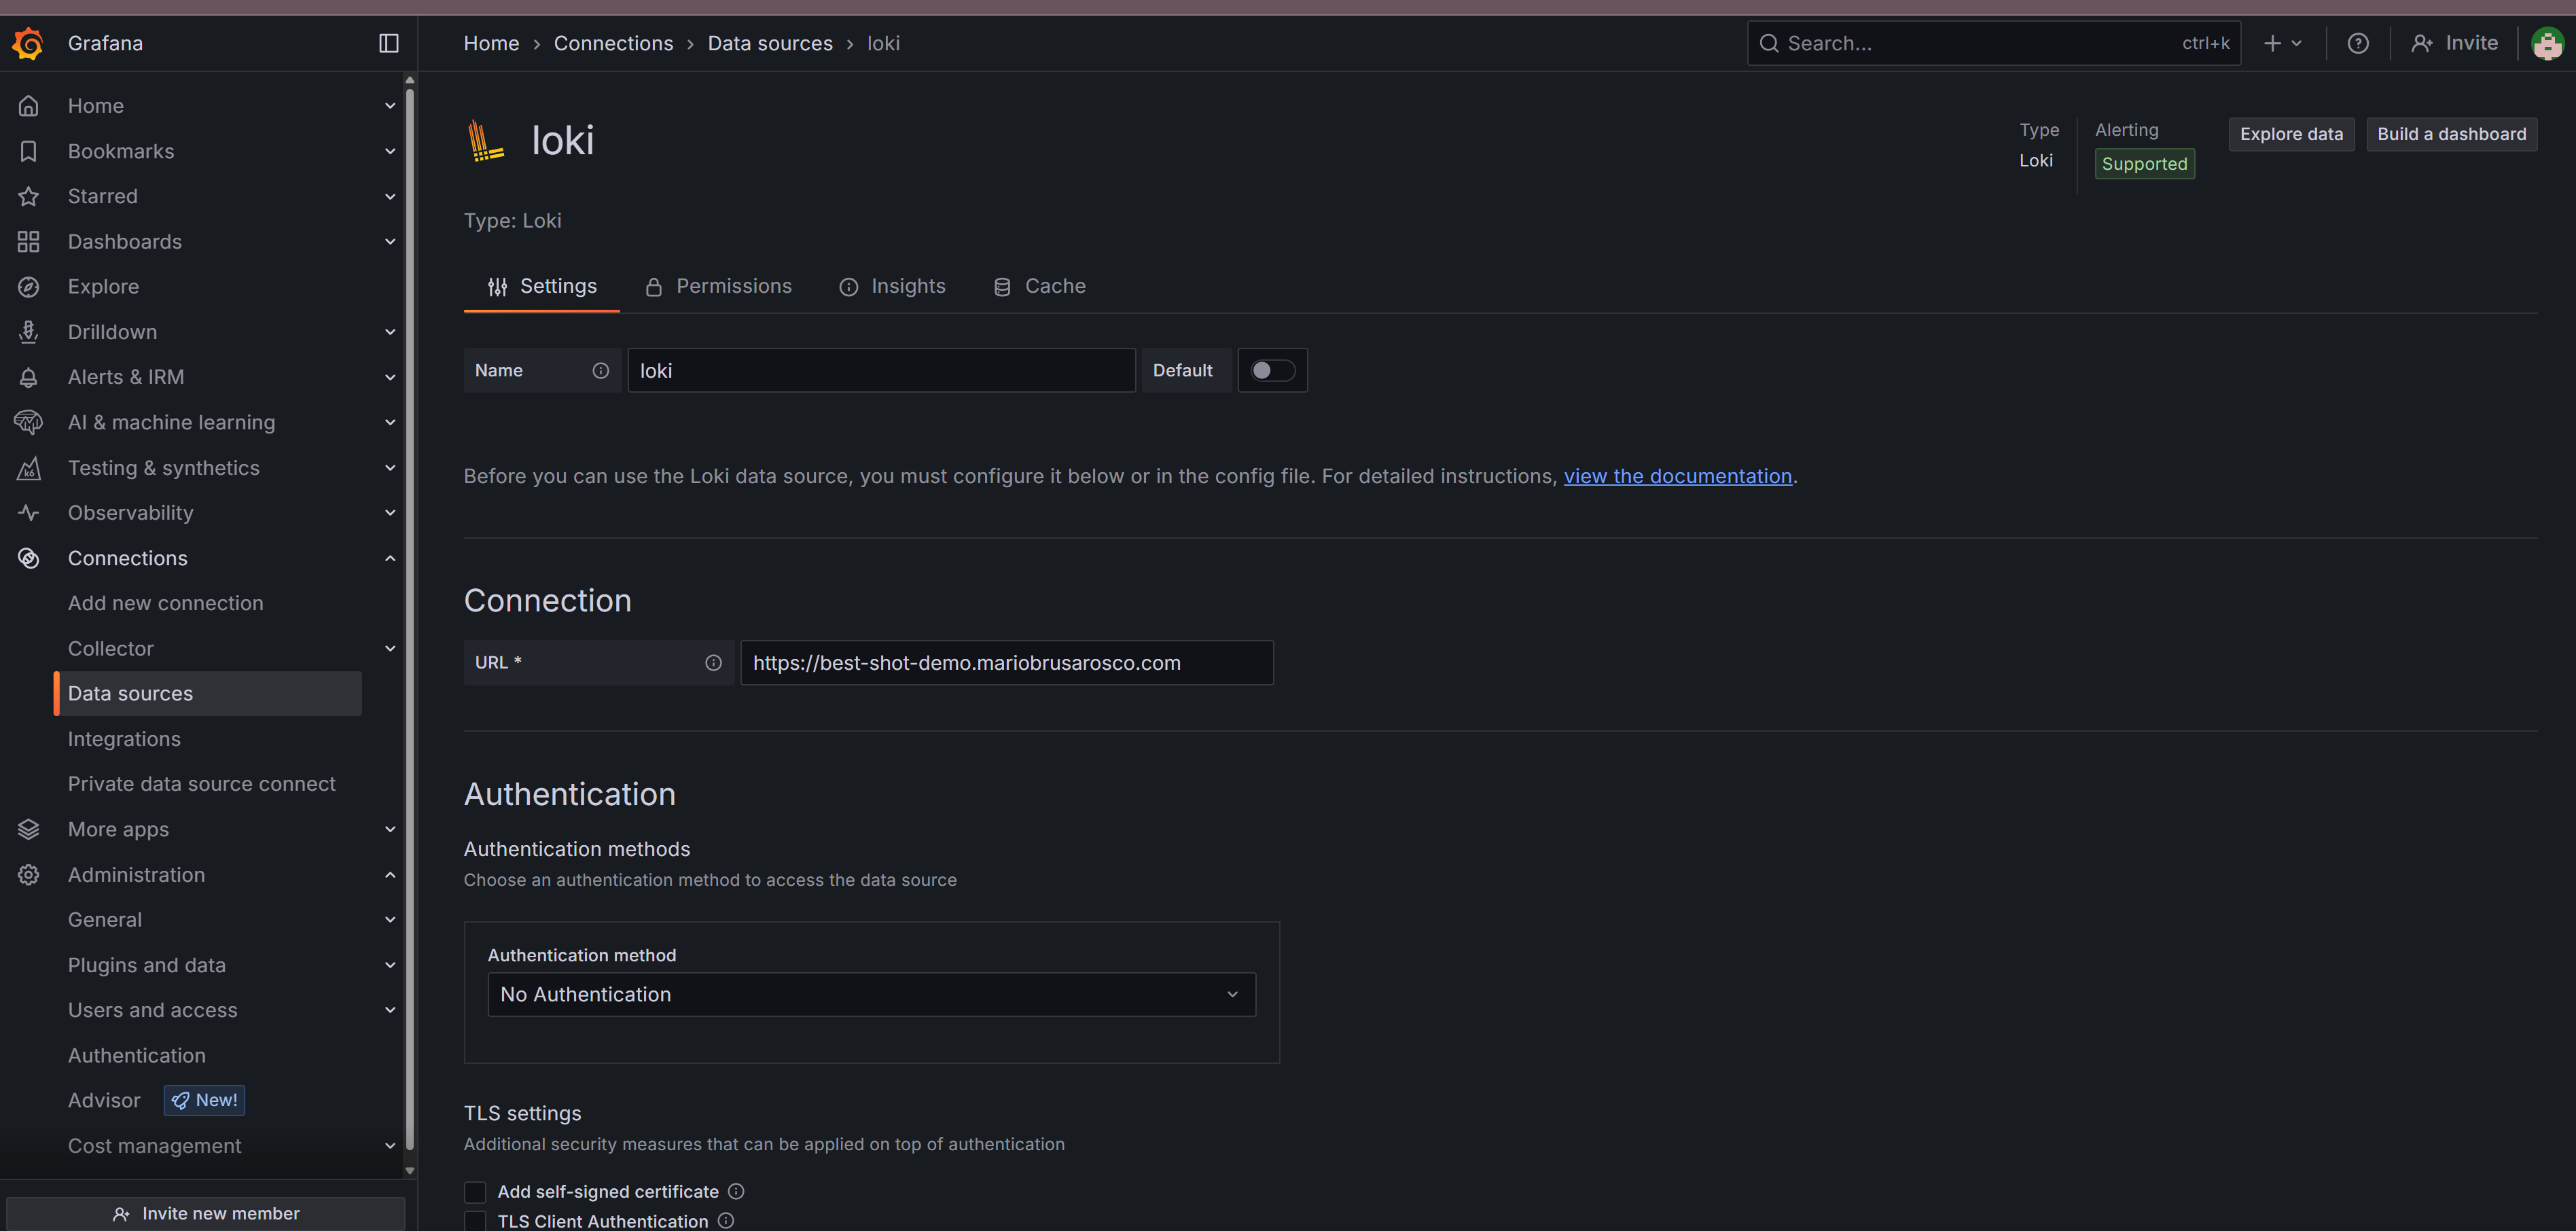 Grafana
Home › Connections › Data sources › loki
Search...
ctrl+k
Invite
Home
Bookmarks
Starred
Dashboards
Explore
Drilldown
Alerts & IRM
AI & machine learning
k6
Testing & synthetics
Observability
Connections
Add new connection
Collector
Data sources
Integrations
Private data source connect
More apps
Administration
General
Plugins and data
Users and access
Authentication
Advisor New!
Cost management
Invite new member
loki
Type
Loki
Alerting
Supported
Explore data
Build a dashboard
Type: Loki
Settings
Permissions
Insights
Cache
Name
loki
Default
Before you can use the Loki data source, you must configure it below or in the config file. For detailed instructions, view the documentation.
Connection
URL *
https://best-shot-demo.mariobrusarosco.com
Authentication
Authentication methods
Choose an authentication method to access the data source
Authentication method
No Authentication
TLS settings
Additional security measures that can be applied on top of authentication
Add self-signed certificate
TLS Client Authentication